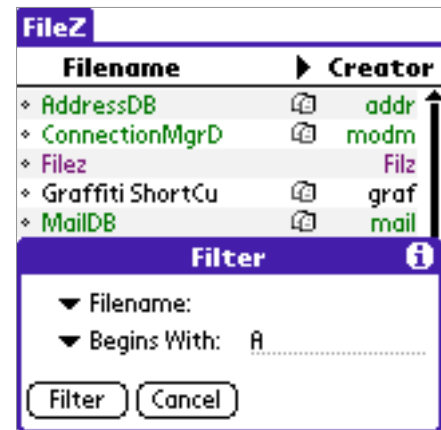 FileZ
Filename Creator
AddressDB addr
ConnectionMgrD modm
Filez Filz
Graffiti ShortCu graf
MailDB mail
Filter i
Filename:
Begins With: A
Filter Cancel